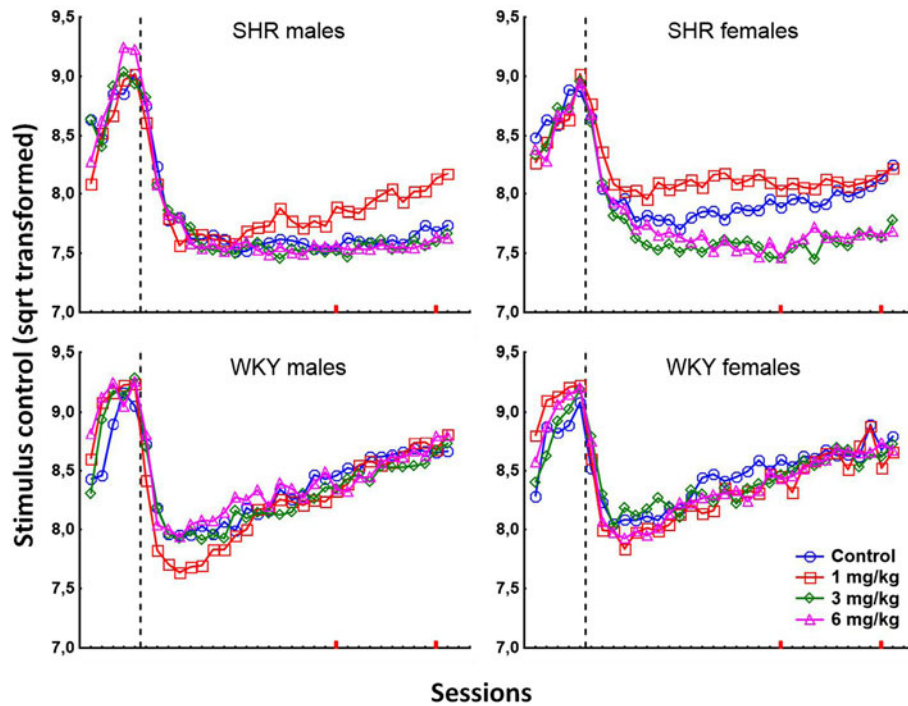 Stimulus control (sqrt transformed)
SHR males
9,5
9,0
8,5
8,0
7,5
7,0
SHR females
9,5
9,0
8,5
8,0
7,5
7,0
WKY males
9,5
9,0
8,5
8,0
7,5
7,0
WKY females
9,5
9,0
8,5
8,0
7,5
7,0
Control
1 mg/kg
3 mg/kg
6 mg/kg
Sessions